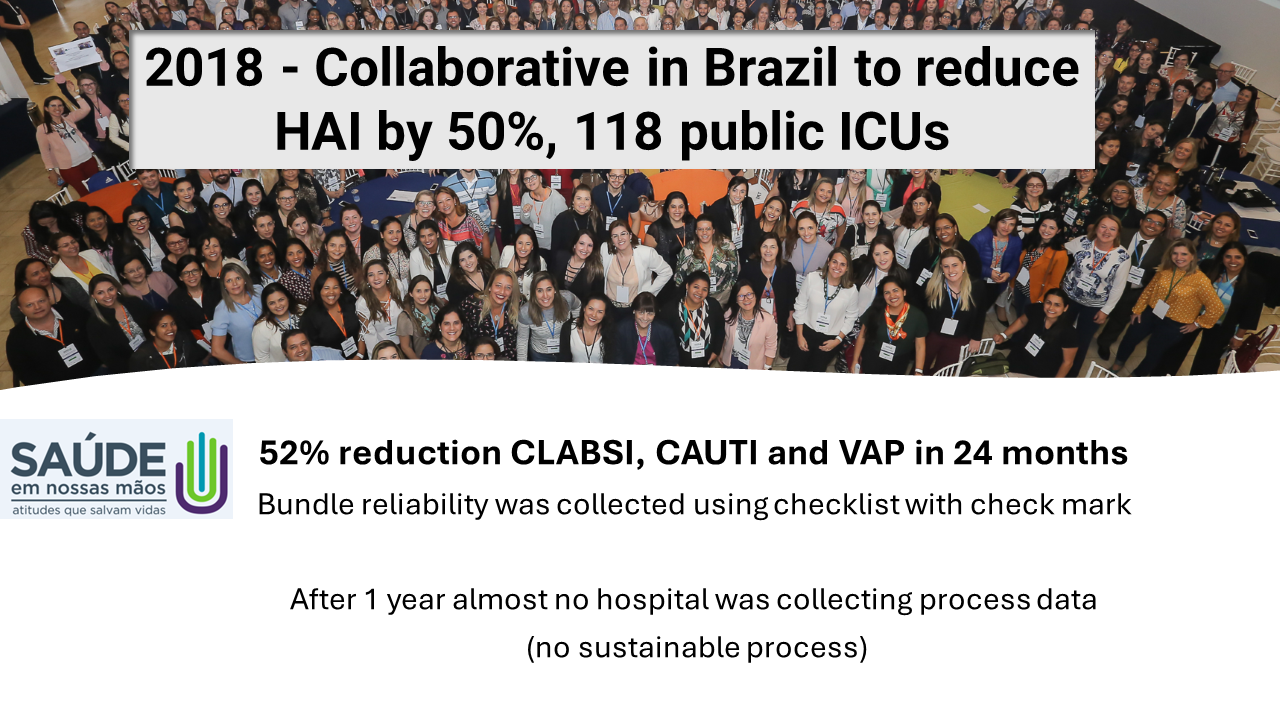 2018 - Collaborative in Brazil to reduce
HAI by 50%, 118 public ICUs
SAÚDE
em nossas mãos
atitudes que salvam vidas
52% reduction CLABSI, CAUTI and VAP in 24 months
Bundle reliability was collected using checklist with check mark
After 1 year almost no hospital was collecting process data
(no sustainable process)